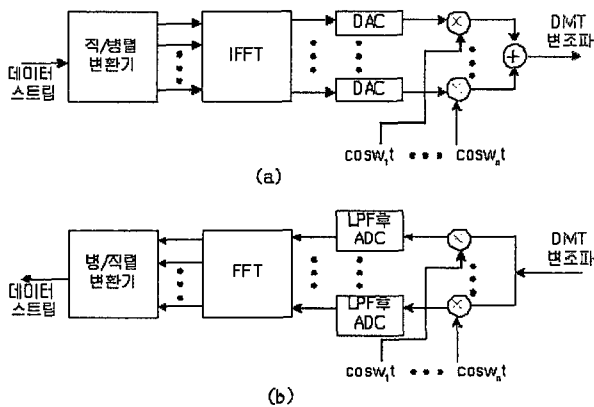 데이터
스트림
직/병렬
변환기
IFFT
DAC
DAC
×
×
+
DMT
변조파
cosw₁t ••• coswₙt
(a)
데이터
스트림
병/직렬
변환기
FFT
LPF후
ADC
LPF후
ADC
×
×
DMT
변조파
cosw₁t ••• coswₙt
(b)